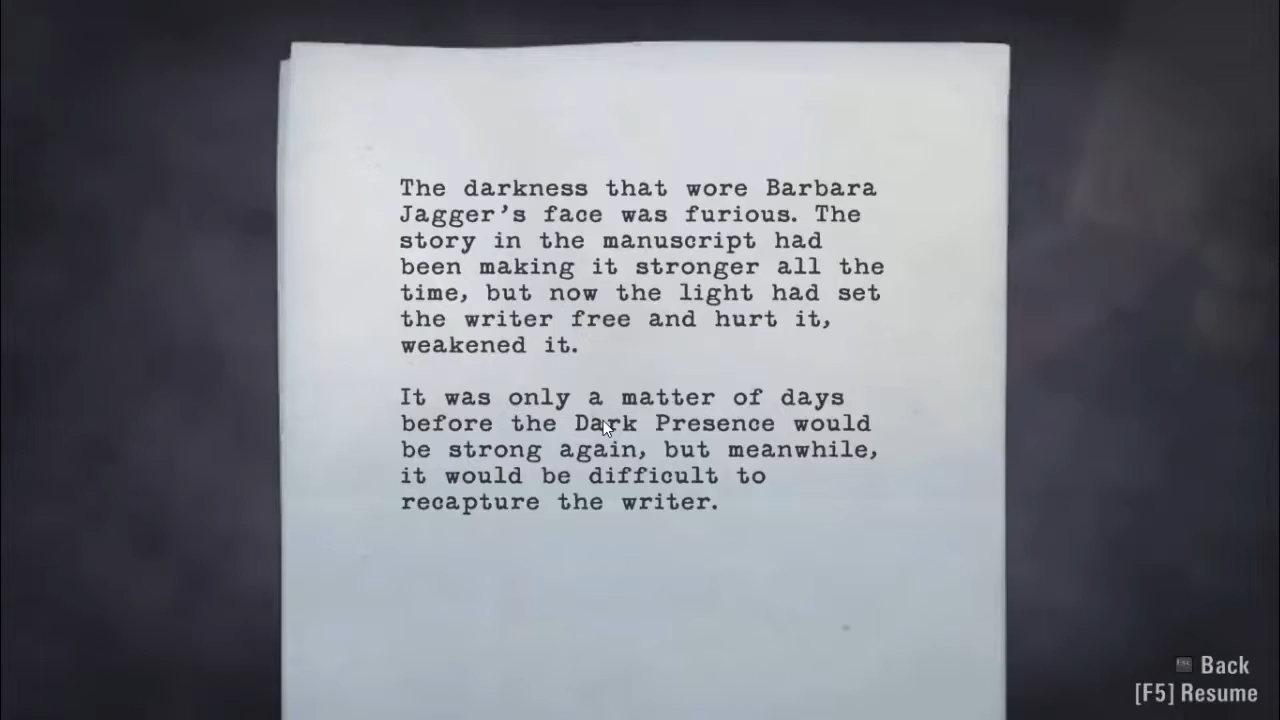 The darkness that wore Barbara
Jagger's face was furious. The
story in the manuscript had
been making it stronger all the
time, but now the light had set
the writer free and hurt it,
weakened it.
It was only a matter of days
before the Dark Presence would
be strong again, but meanwhile,
it would be difficult to
recapture the writer.
Esc Back
[F5] Resume